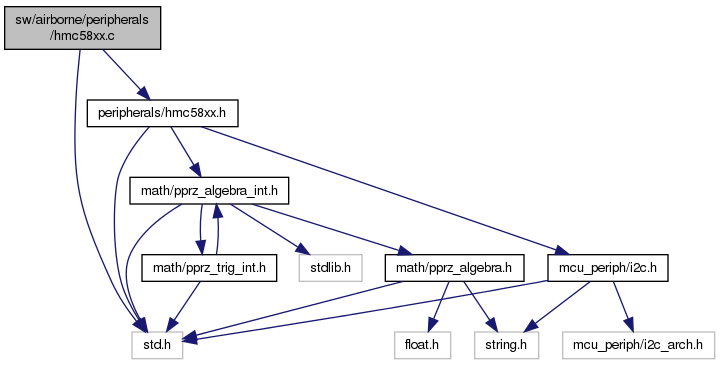 sw/airborne/peripherals
/hmc58xx.c
peripherals/hmc58xx.h
math/pprz_algebra_int.h
math/pprz_trig_int.h
stdlib.h
math/pprz_algebra.h
mcu_periph/i2c.h
std.h
float.h
string.h
mcu_periph/i2c_arch.h